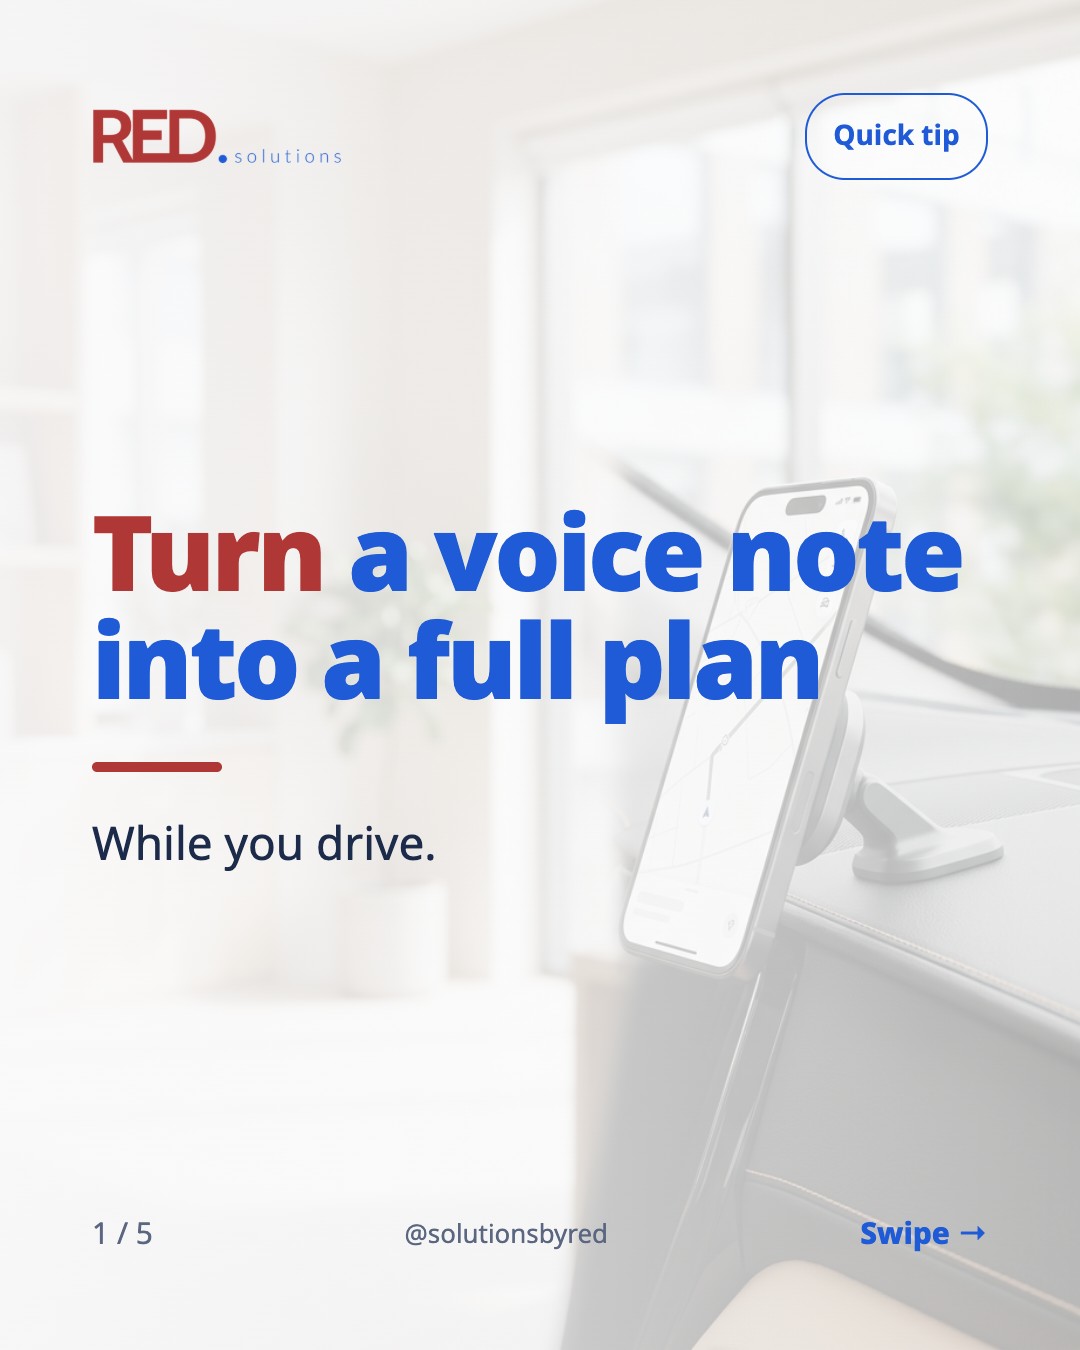 RED.solutions
Quick tip
Turn a voice note
into a full plan
While you drive.
1 / 5
@solutionsbyred
Swipe →